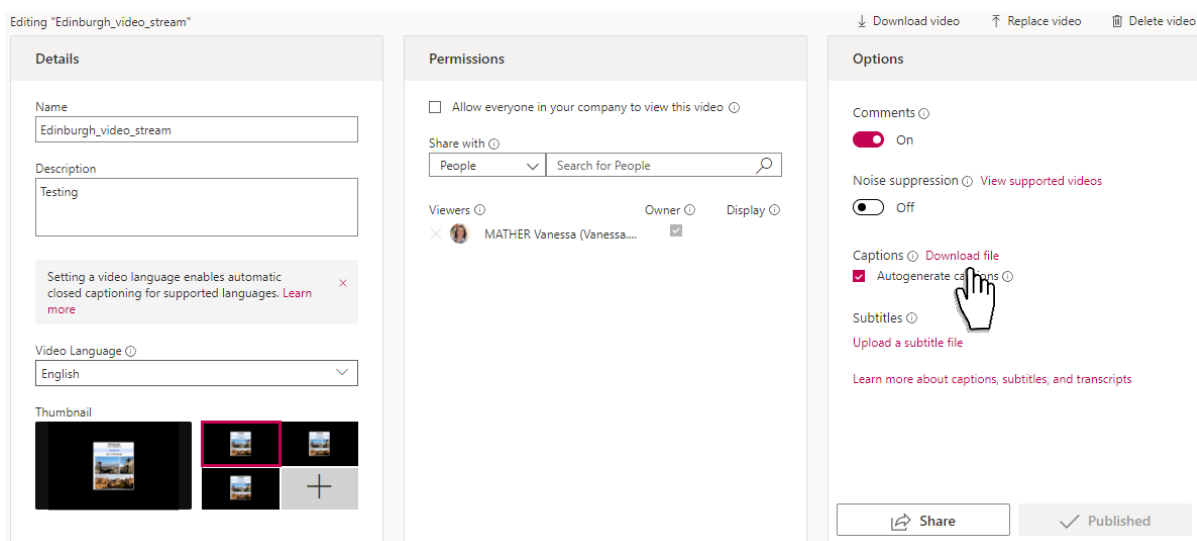 Editing "Edinburgh_video_stream"
Download video
Replace video
Delete video
Details
Name
Edinburgh_video_stream
Description
Testing
Setting a video language enables automatic
closed captioning for supported languages. Learn
more
Video Language
English
Thumbnail
Permissions
Allow everyone in your company to view this video
Share with
People
Search for People
Viewers
Owner
Display
MATHER Vanessa (Vanessa....
Options
Comments
On
Noise suppression View supported videos
Off
Captions Download file
Autogenerate captions
Subtitles
Upload a subtitle file
Learn more about captions, subtitles, and transcripts
Share
Published